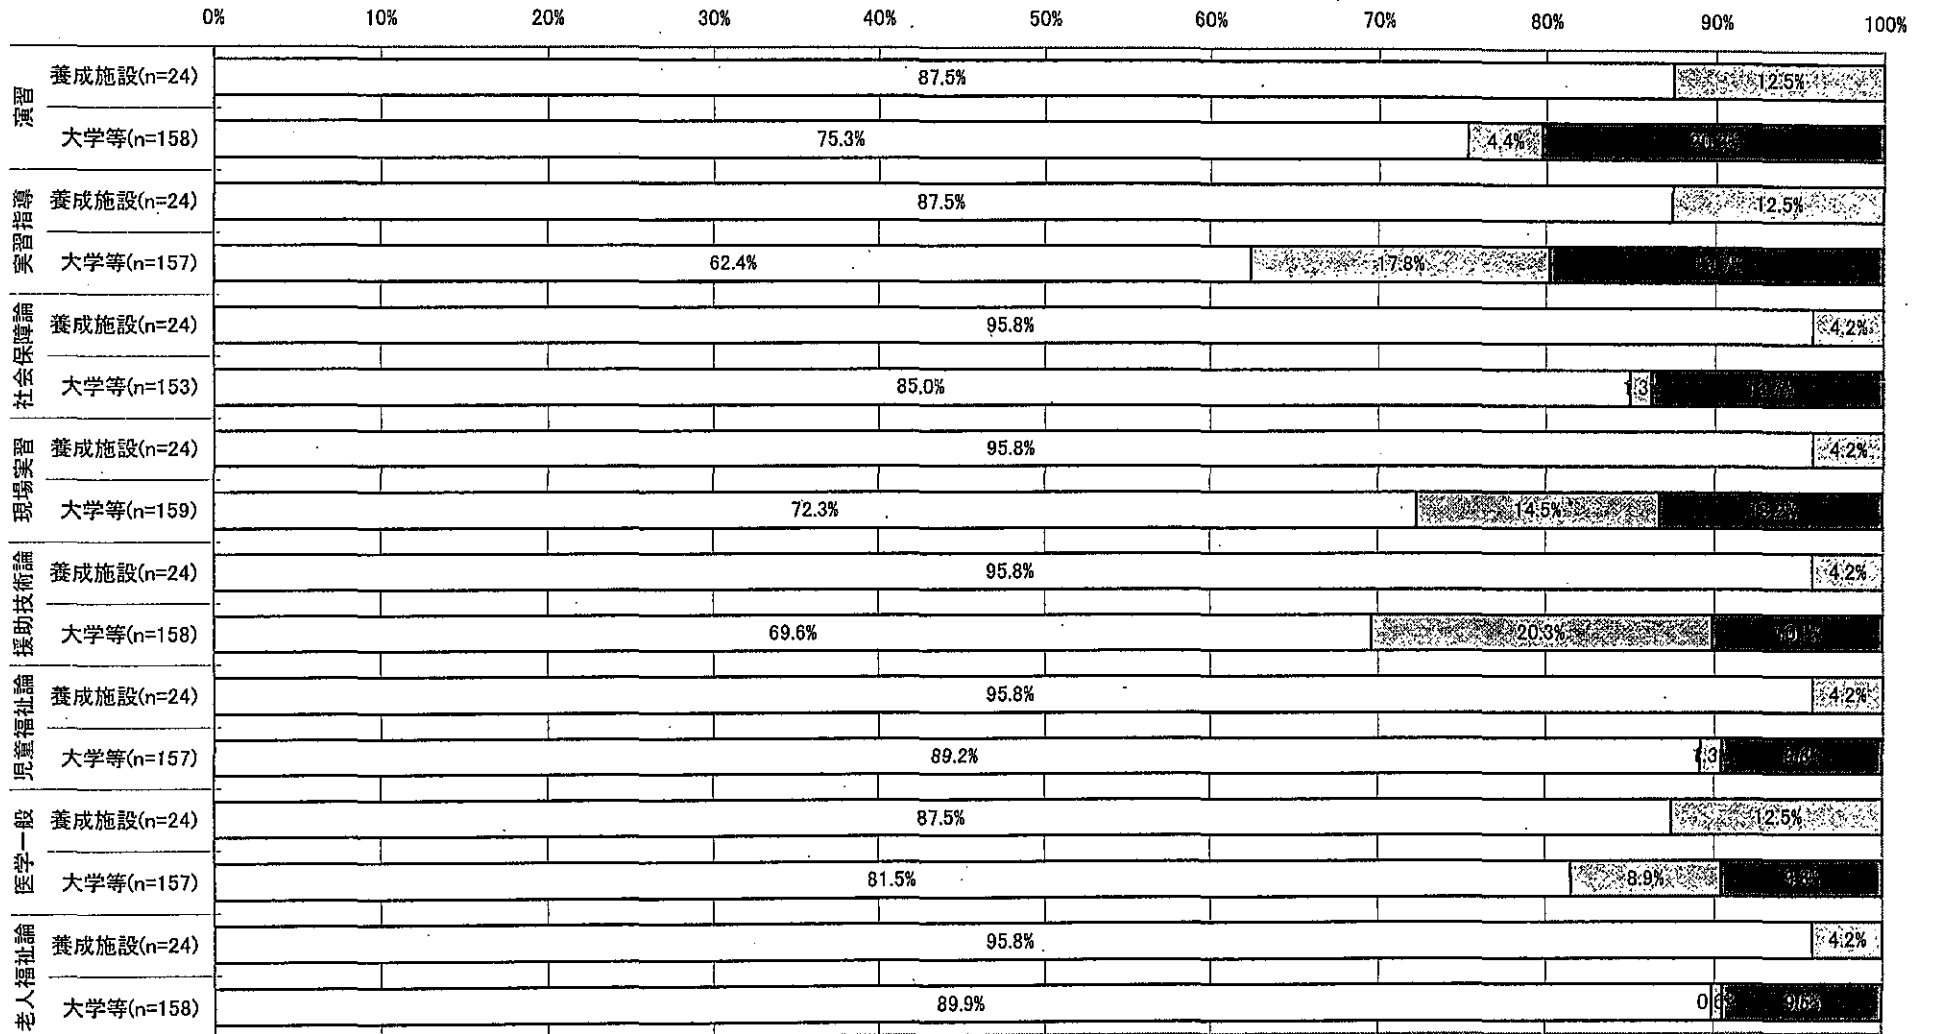 0% 10% 20% 30% 40% 50% 60% 70% 80% 90% 100%
演習
養成施設(n=24) 87.5% 12.5%
大学等(n=158) 75.3% 4.4%
実習指導
養成施設(n=24) 87.5% 12.5%
大学等(n=157) 62.4% 17.8%
社会保障論
養成施設(n=24) 95.8% 4.2%
大学等(n=153) 85.0%
現場実習
養成施設(n=24) 95.8% 4.2%
大学等(n=159) 72.3% 14.5%
援助技術論
養成施設(n=24) 95.8% 4.2%
大学等(n=158) 69.6% 20.3%
児童福祉論
養成施設(n=24) 95.8% 4.2%
大学等(n=157) 89.2%
医学一般
養成施設(n=24) 87.5% 12.5%
大学等(n=157) 81.5% 8.9%
老人福祉論
養成施設(n=24) 95.8% 4.2%
大学等(n=158) 89.9% 9.5%